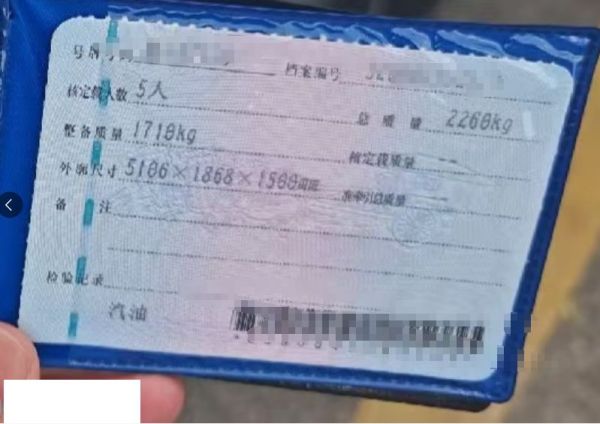 号牌号码 档案编号
核定载人数 5人 总质量 2260kg
整备质量 1710kg 核定载质量 --
外廓尺寸 5106×1868×1500mm 准牵引总质量 --
备注
检验记录
汽油